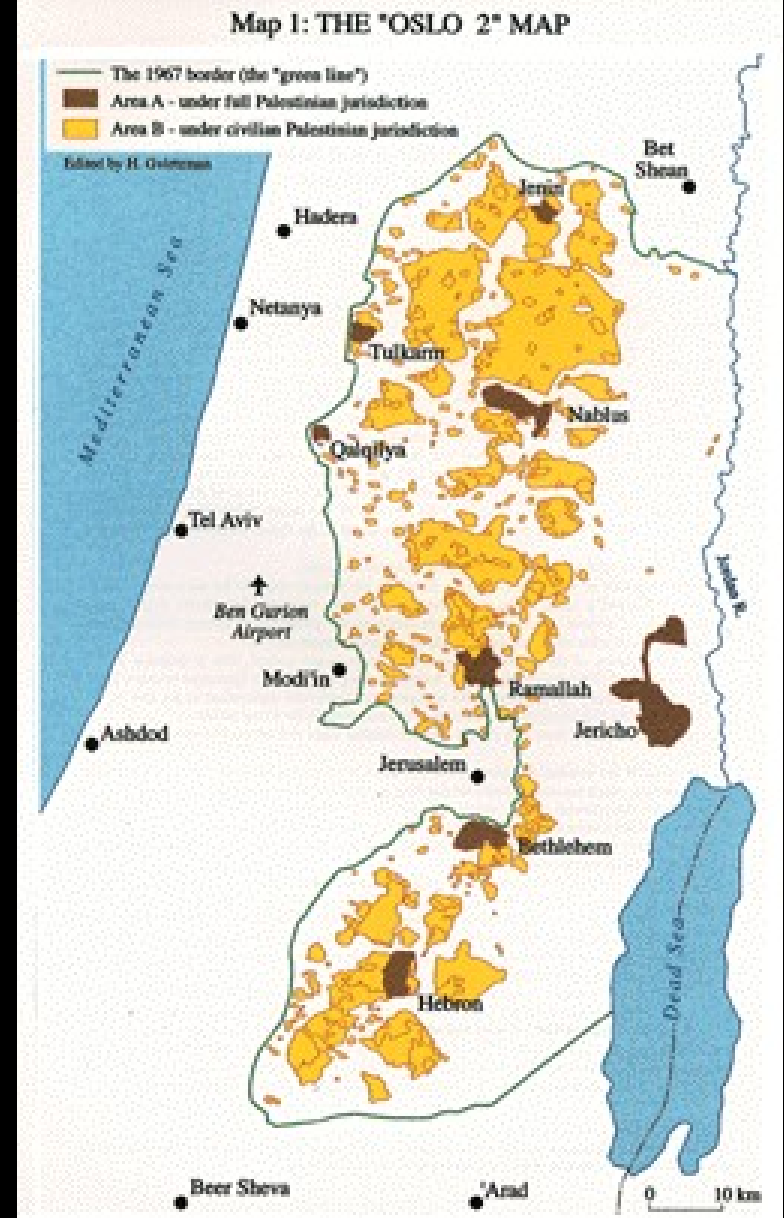 Map 1: THE "OSLO 2" MAP
The 1967 border (the "green line")
Area A - under full Palestinian jurisdiction
Area B - under civilian Palestinian jurisdiction
Edited by H. Gvirtzman
Bet
Shean
Jenin
Hadera
Mediterranean Sea
Netanya
Tulkarm
Nablus
Qalqilya
Tel Aviv
Jordan R.
Ben Gurion
Airport
Modi'in
Ramallah
Jericho
Ashdod
Jerusalem
Bethlehem
Dead Sea
Hebron
Beer Sheva
'Arad
0 10 km